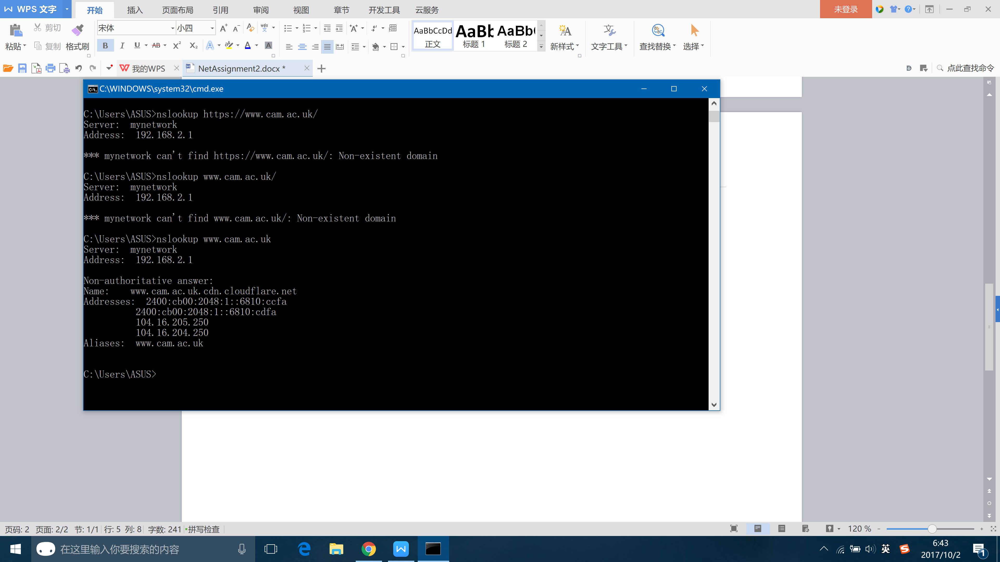 WPS 文字
开始 插入 页面布局 引用 审阅 视图 章节 开发工具 云服务
未登录
粘贴 剪切 复制 格式刷
宋体 小四
AaBbCcDd AaBb AaBb(
正文 标题 1 标题 2
新样式 文字工具 查找替换 选择
我的WPS
NetAssignment2.docx *
点此查找命令
C:\WINDOWS\system32\cmd.exe
C:\Users\ASUS>nslookup https://www.cam.ac.uk/
Server:  mynetwork
Address:  192.168.2.1
*** mynetwork can't find https://www.cam.ac.uk/: Non-existent domain
C:\Users\ASUS>nslookup www.cam.ac.uk/
Server:  mynetwork
Address:  192.168.2.1
*** mynetwork can't find www.cam.ac.uk/: Non-existent domain
C:\Users\ASUS>nslookup www.cam.ac.uk
Server:  mynetwork
Address:  192.168.2.1
Non-authoritative answer:
Name:    www.cam.ac.uk.cdn.cloudflare.net
Addresses:  2400:cb00:2048:1::6810:ccfa
2400:cb00:2048:1::6810:cdfa
104.16.205.250
104.16.204.250
Aliases:  www.cam.ac.uk
C:\Users\ASUS>
页码: 2 页面: 2/2 节: 1/1 行: 5 列: 8 字数: 241 拼写检查
120 %
在这里输入你要搜索的内容
英
6:43
2017/10/2
1